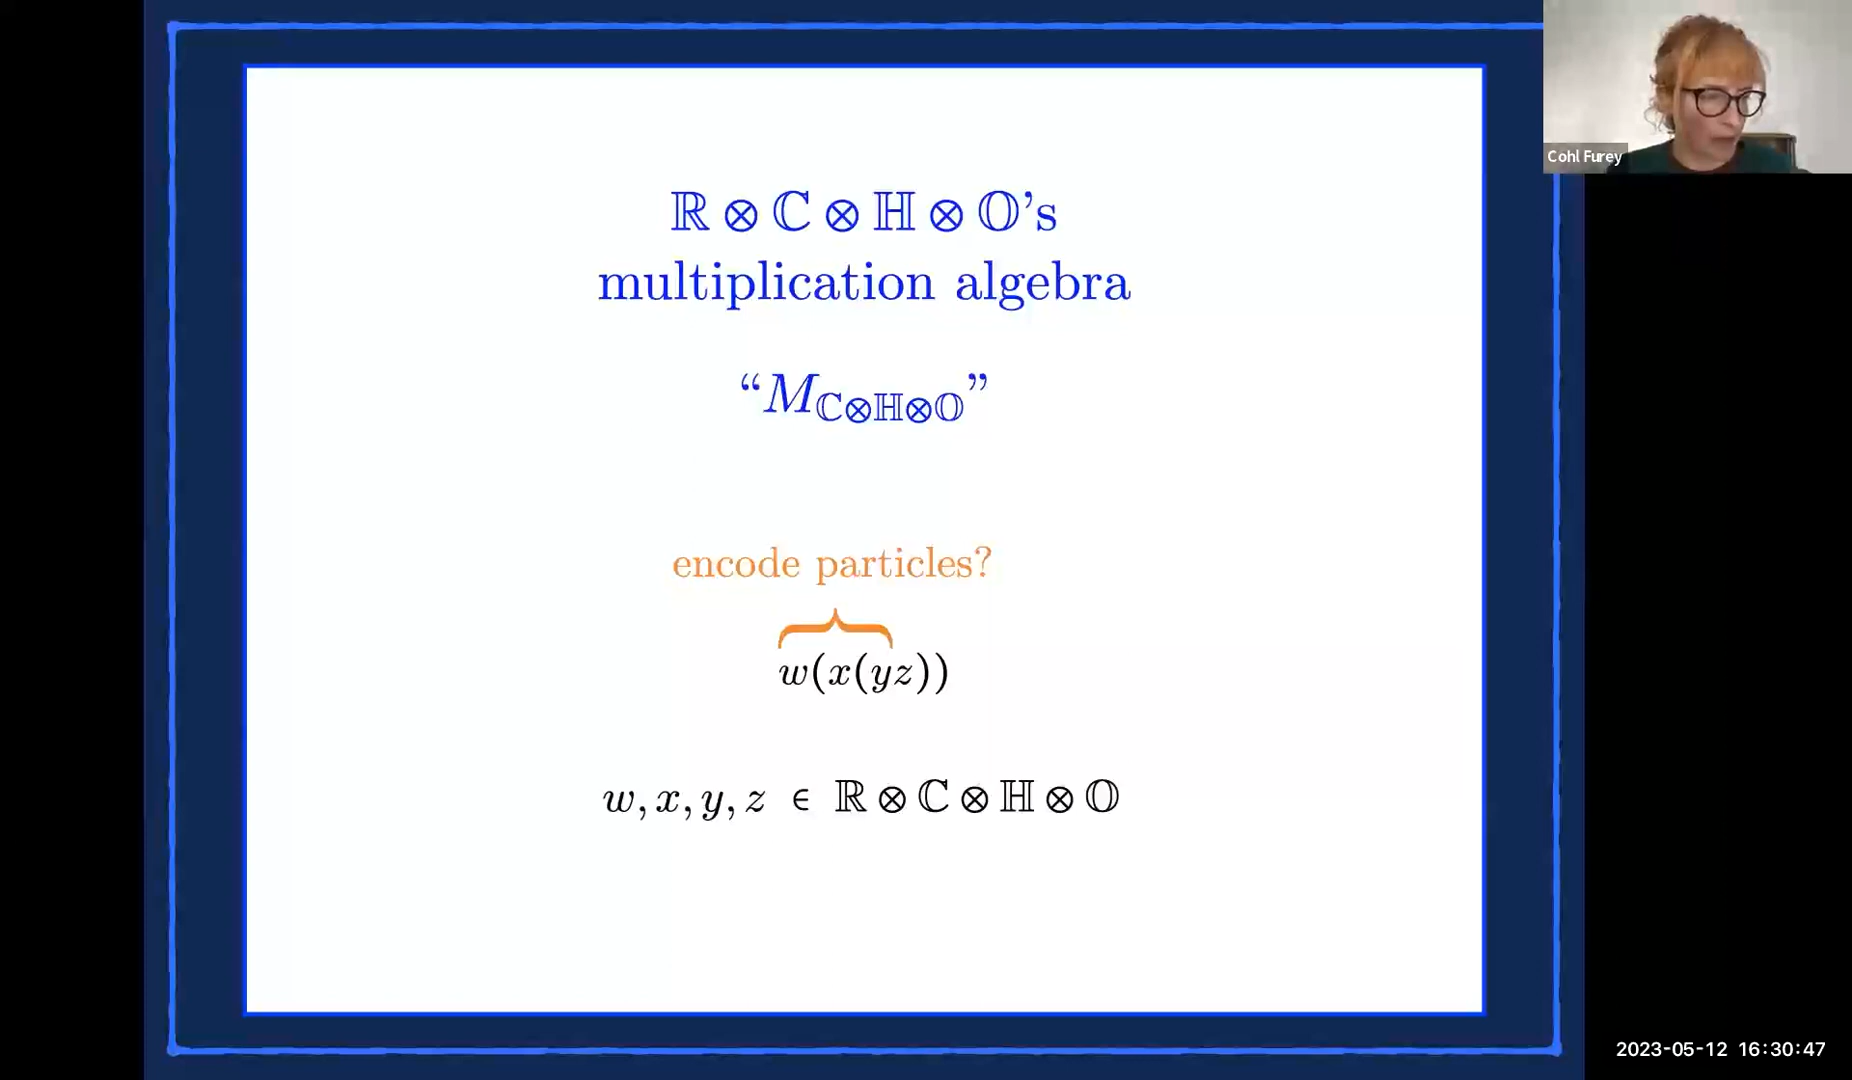 ℝ ⊗ ℂ ⊗ ℍ ⊗ 𝕆's
multiplication algebra
“M_{ℂ⊗ℍ⊗𝕆}”
encode particles?
w(x(yz))
w, x, y, z ∈ ℝ ⊗ ℂ ⊗ ℍ ⊗ 𝕆
Cohl Furey
2023-05-12 16:30:47